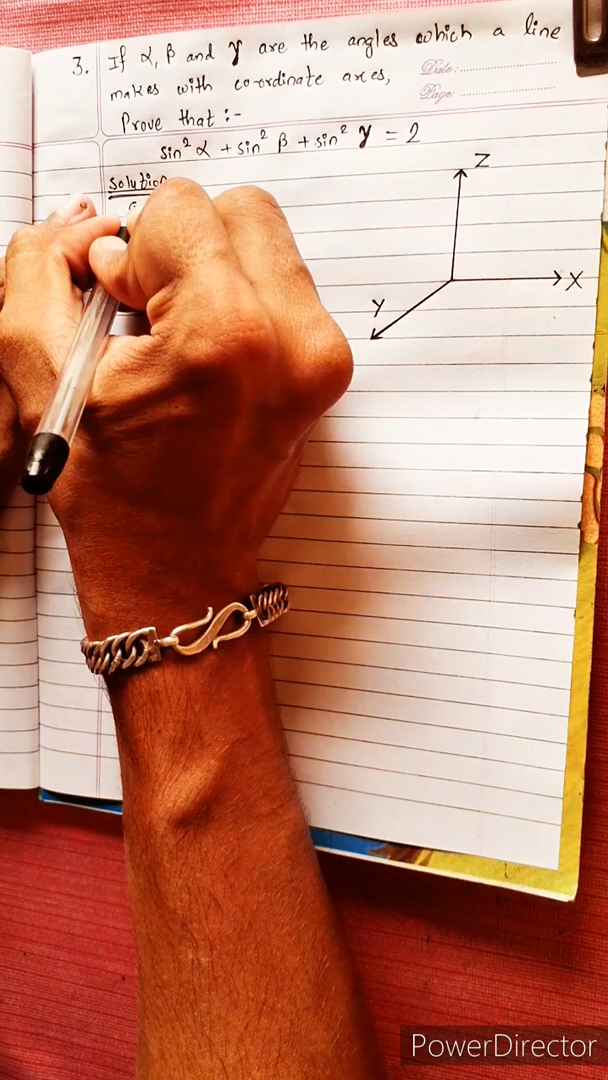 3. If α, β and γ are the angles which a line
makes with co-ordinate axes,
Date:
Page:
Prove that :-
sin² α + sin² β + sin² γ = 2
Solution
Z
X
Y
PowerDirector